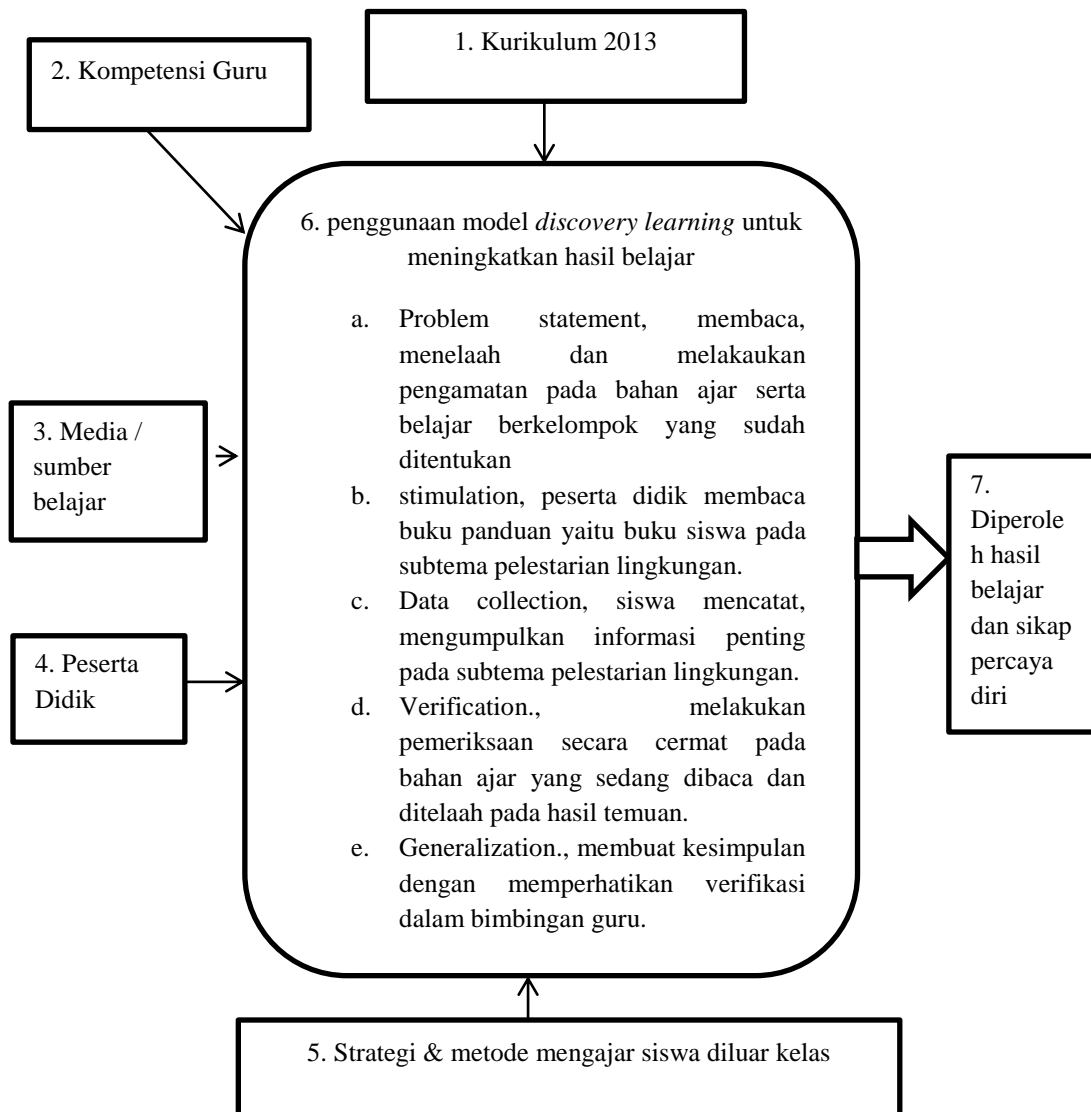 1. Kurikulum 2013
2. Kompetensi Guru
6. penggunaan model discovery learning untuk
meningkatkan hasil belajar
a. Problem statement, membaca,
menelaah dan melakaukan
pengamatan pada bahan ajar serta
belajar berkelompok yang sudah
ditentukan
b. stimulation, peserta didik membaca
buku panduan yaitu buku siswa pada
subtema pelestarian lingkungan.
c. Data collection, siswa mencatat,
mengumpulkan informasi penting
pada subtema pelestarian lingkungan.
d. Verification., melakukan
pemeriksaan secara cermat pada
bahan ajar yang sedang dibaca dan
ditelaah pada hasil temuan.
e. Generalization., membuat kesimpulan
dengan memperhatikan verifikasi
dalam bimbingan guru.
3. Media /
sumber
belajar
4. Peserta
Didik
7.
Diperole
h hasil
belajar
dan sikap
percaya
diri
5. Strategi & metode mengajar siswa diluar kelas